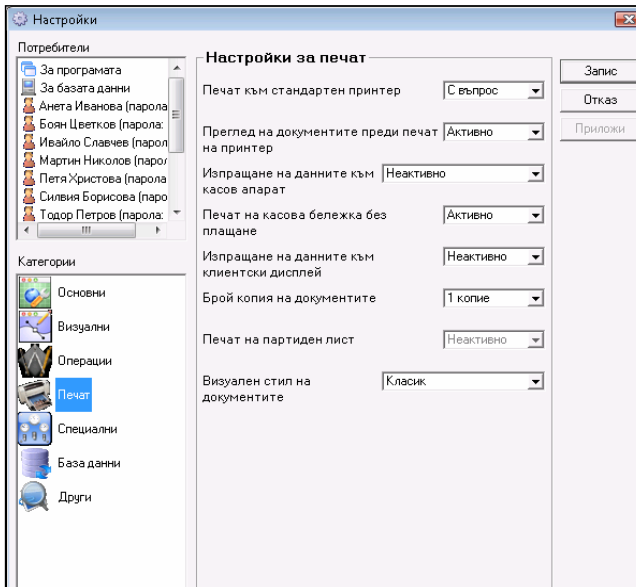 Настройки
Потребители
За програмата
За базата данни
Анета Иванова (парола
Боян Цветков (парола:
Ивайло Славчев (парол
Мартин Николов (парол
Петя Христова (парола
Силвия Борисова (паро
Тодор Петров (парола:
Категории
Основни
Визуални
Операции
Печат
Специални
База данни
Други
Настройки за печат
Печат към стандартен принтер
С въпрос
Преглед на документите преди печат
на принтер
Активно
Изпращане на данните към
касов апарат
Неактивно
Печат на касова бележка без
плащане
Активно
Изпращане на данните към
клиентски дисплей
Неактивно
Брой копия на документите
1 копие
Печат на партиден лист
Неактивно
Визуален стил на
документите
Класик
Запис
Отказ
Приложи